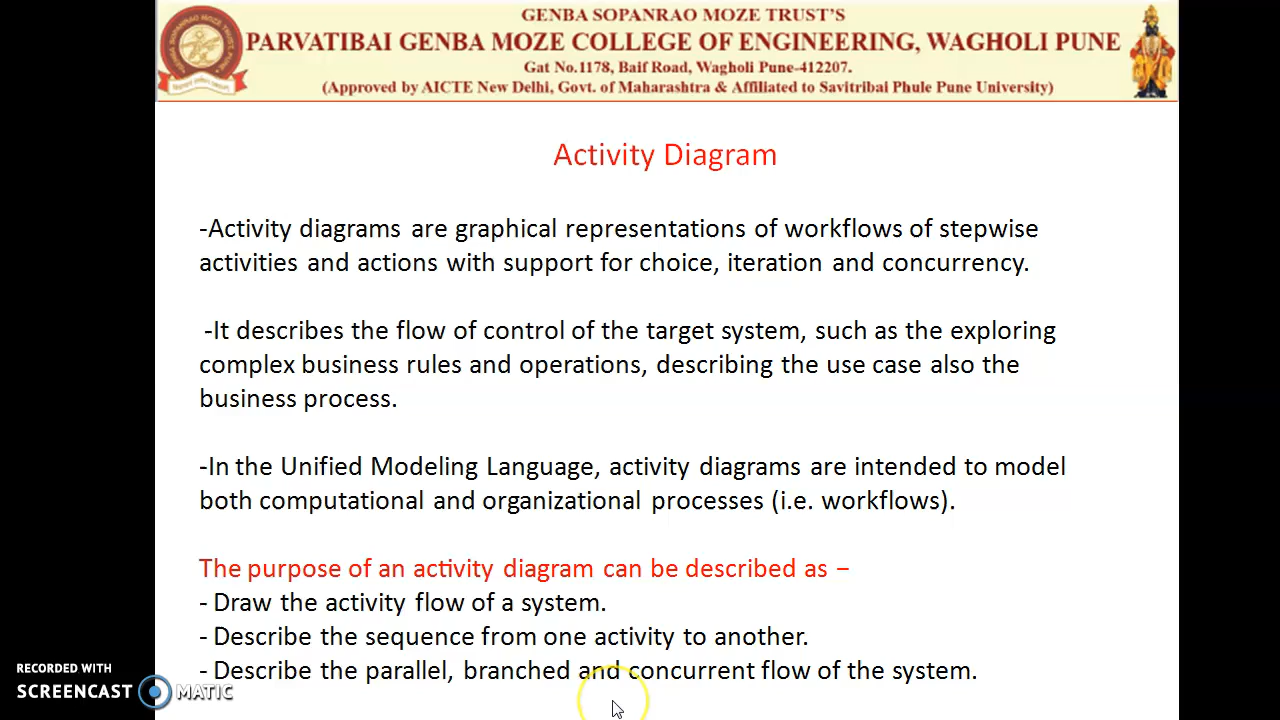 GENBA SOPANRAO MOZE TRUST'S
PARVATIBAI GENBA MOZE COLLEGE OF ENGINEERING, WAGHOLI PUNE
Gat No.1178, Baif Road, Wagholi Pune-412207.
(Approved by AICTE New Delhi, Govt. of Maharashtra & Affiliated to Savitribai Phule Pune University)
Activity Diagram
-Activity diagrams are graphical representations of workflows of stepwise
activities and actions with support for choice, iteration and concurrency.
-It describes the flow of control of the target system, such as the exploring
complex business rules and operations, describing the use case also the
business process.
-In the Unified Modeling Language, activity diagrams are intended to model
both computational and organizational processes (i.e. workflows).
The purpose of an activity diagram can be described as −
- Draw the activity flow of a system.
- Describe the sequence from one activity to another.
- Describe the parallel, branched and concurrent flow of the system.
RECORDED WITH
SCREENCAST MATIC